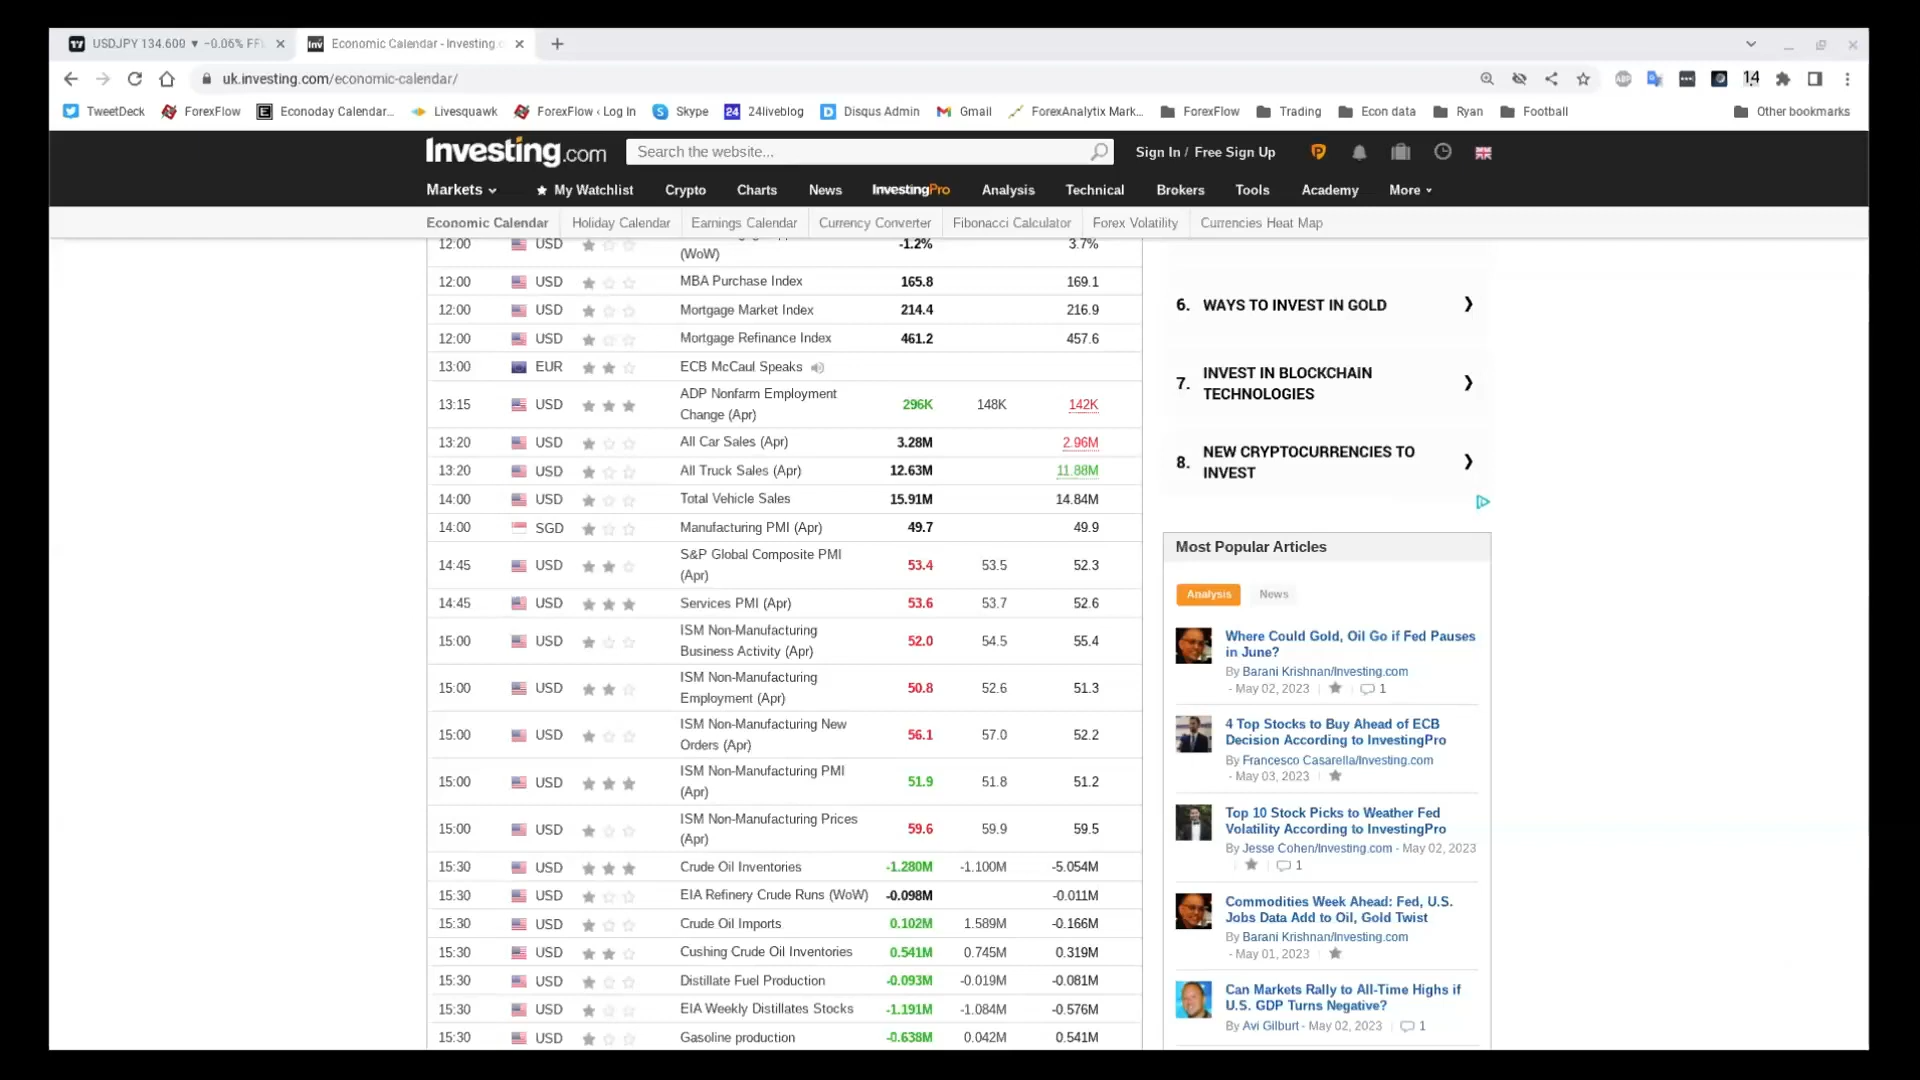 USDJPY 134.600 ▼ −0.06% FF
Economic Calendar - Investing.c
uk.investing.com/economic-calendar/
14
TweetDeck
ForexFlow
Econoday Calendar...
Livesquawk
ForexFlow ‹ Log In
Skype
24 24liveblog
Disqus Admin
Gmail
ForexAnalytix Mark...
ForexFlow
Trading
Econ data
Ryan
Football
Other bookmarks
Investing.com
Search the website...
Sign In / Free Sign Up
Markets
My Watchlist
Crypto
Charts
News
InvestingPro
Analysis
Technical
Brokers
Tools
Academy
More
Economic Calendar
Holiday Calendar
Earnings Calendar
Currency Converter
Fibonacci Calculator
Forex Volatility
Currencies Heat Map
12:00 USD (WoW) -1.2% 3.7%
12:00 USD MBA Purchase Index 165.8 169.1
12:00 USD Mortgage Market Index 214.4 216.9
12:00 USD Mortgage Refinance Index 461.2 457.6
13:00 EUR ECB McCaul Speaks
13:15 USD ADP Nonfarm Employment Change (Apr) 296K 148K 142K
13:20 USD All Car Sales (Apr) 3.28M 2.96M
13:20 USD All Truck Sales (Apr) 12.63M 11.88M
14:00 USD Total Vehicle Sales 15.91M 14.84M
14:00 SGD Manufacturing PMI (Apr) 49.7 49.9
14:45 USD S&P Global Composite PMI (Apr) 53.4 53.5 52.3
14:45 USD Services PMI (Apr) 53.6 53.7 52.6
15:00 USD ISM Non-Manufacturing Business Activity (Apr) 52.0 54.5 55.4
15:00 USD ISM Non-Manufacturing Employment (Apr) 50.8 52.6 51.3
15:00 USD ISM Non-Manufacturing New Orders (Apr) 56.1 57.0 52.2
15:00 USD ISM Non-Manufacturing PMI (Apr) 51.9 51.8 51.2
15:00 USD ISM Non-Manufacturing Prices (Apr) 59.6 59.9 59.5
15:30 USD Crude Oil Inventories -1.280M -1.100M -5.054M
15:30 USD EIA Refinery Crude Runs (WoW) -0.098M -0.011M
15:30 USD Crude Oil Imports 0.102M 1.589M -0.166M
15:30 USD Cushing Crude Oil Inventories 0.541M 0.745M 0.319M
15:30 USD Distillate Fuel Production -0.093M -0.019M -0.081M
15:30 USD EIA Weekly Distillates Stocks -1.191M -1.084M -0.576M
15:30 USD Gasoline production -0.638M 0.042M 0.541M
6. WAYS TO INVEST IN GOLD
7. INVEST IN BLOCKCHAIN
TECHNOLOGIES
8. NEW CRYPTOCURRENCIES TO
INVEST
Most Popular Articles
Analysis
News
Where Could Gold, Oil Go if Fed Pauses
in June?
By Barani Krishnan/Investing.com
- May 02, 2023 1
4 Top Stocks to Buy Ahead of ECB
Decision According to InvestingPro
By Francesco Casarella/Investing.com
- May 03, 2023
Top 10 Stock Picks to Weather Fed
Volatility According to InvestingPro
By Jesse Cohen/Investing.com - May 02, 2023
1
Commodities Week Ahead: Fed, U.S.
Jobs Data Add to Oil, Gold Twist
By Barani Krishnan/Investing.com
- May 01, 2023
Can Markets Rally to All-Time Highs if
U.S. GDP Turns Negative?
By Avi Gilburt - May 02, 2023 1